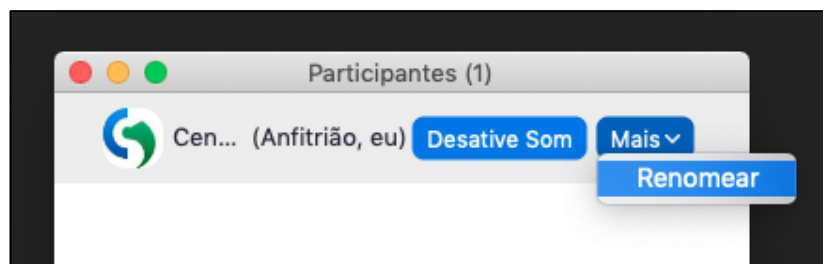 Participantes (1)
Cen... (Anfitrião, eu) Desative Som Mais
Renomear